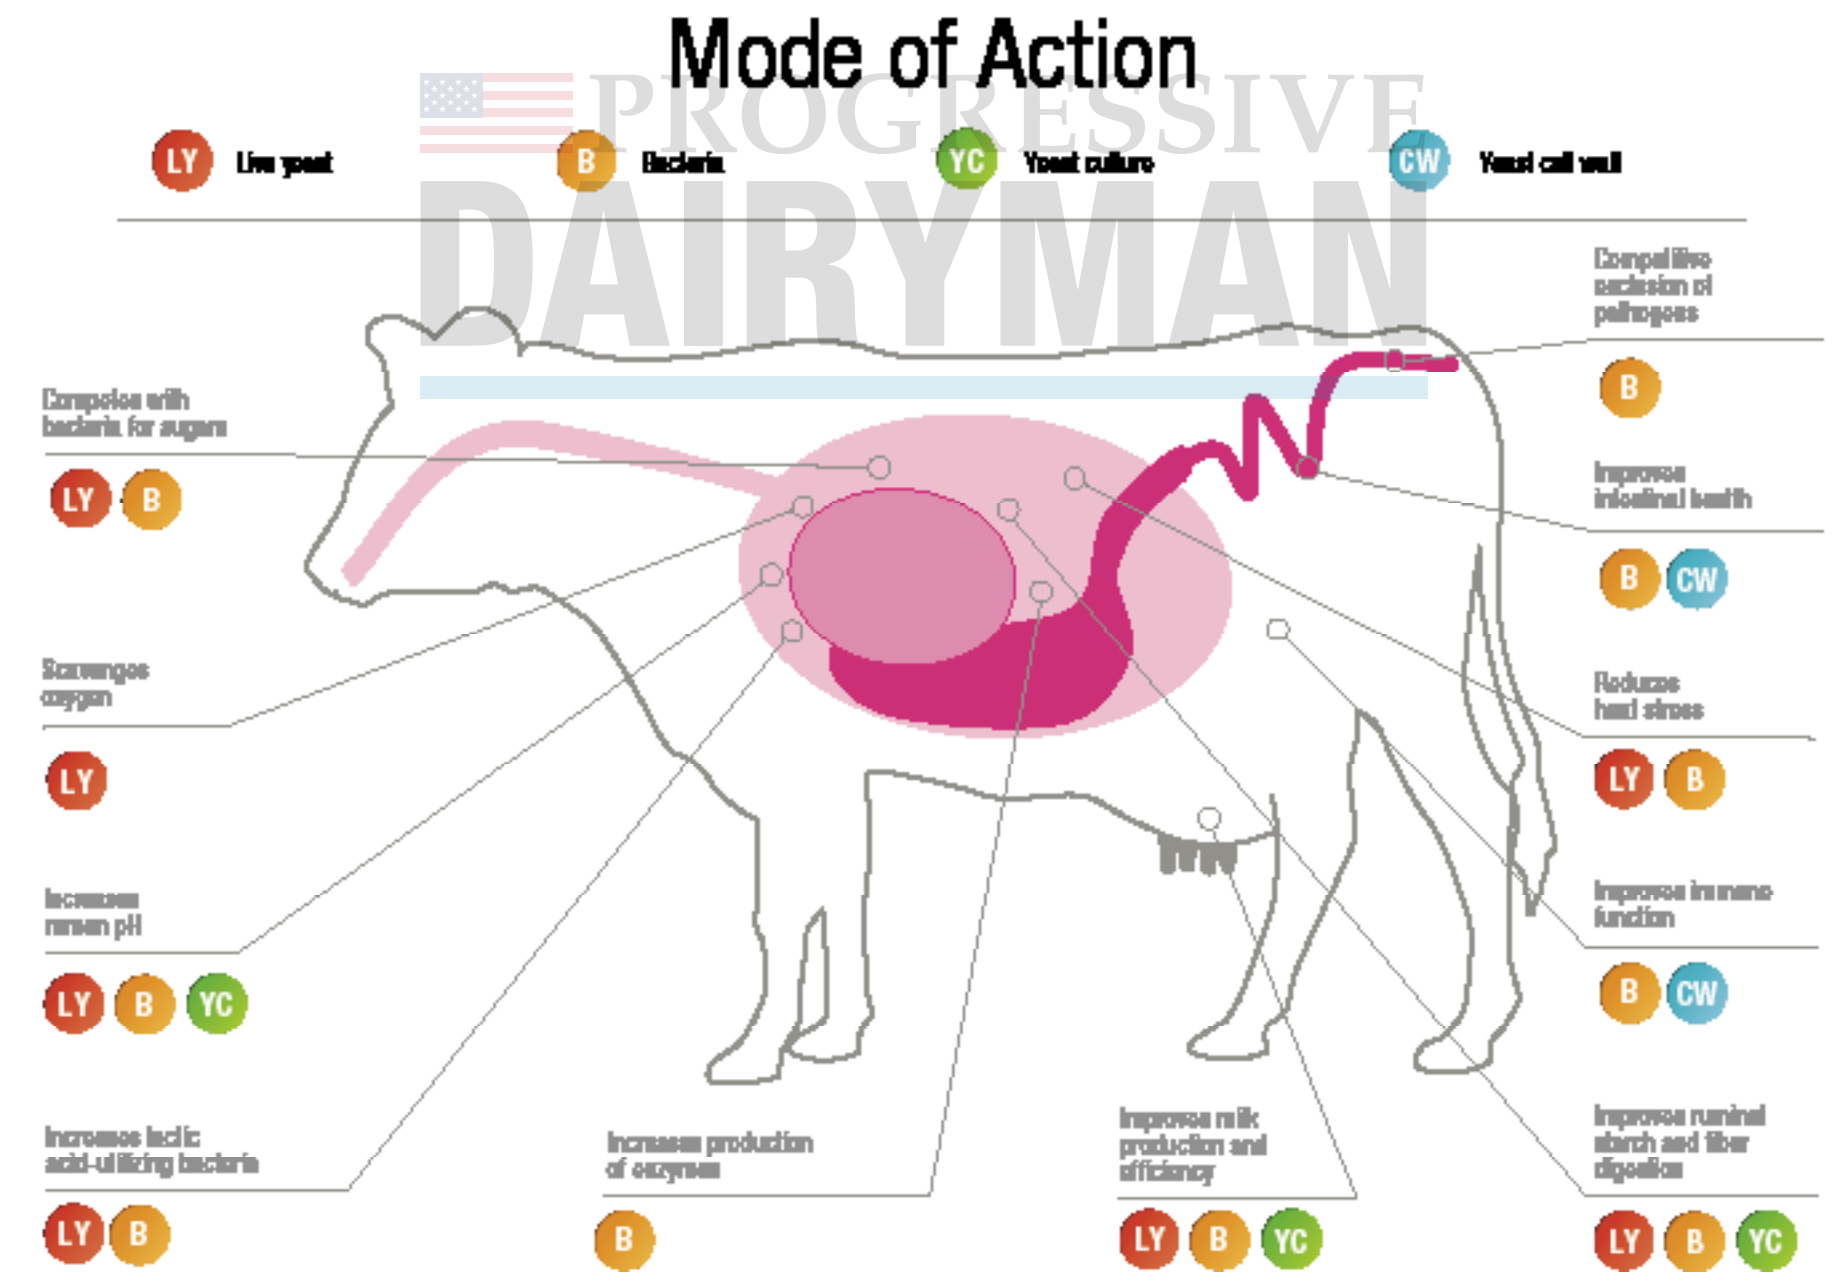 Mode of Action
PROGRESSIVE
DAIRYMAN
LY Live yeast
B Bacteria
YC Yeast culture
CW Yeast cell wall
Competitive
exclusion of
pathogens
B
Competes with
bacteria for sugars
LY B
Improves
intestinal health
B CW
Scavenges
oxygen
LY
Reduces
heat stress
LY B
Increases
rumen pH
LY B YC
Improves immune
function
B CW
Increases lactic
acid-utilizing bacteria
LY B
Increases production
of enzymes
B
Improves milk
production and
efficiency
LY B YC
Improves ruminal
starch and fiber
digestion
LY B YC